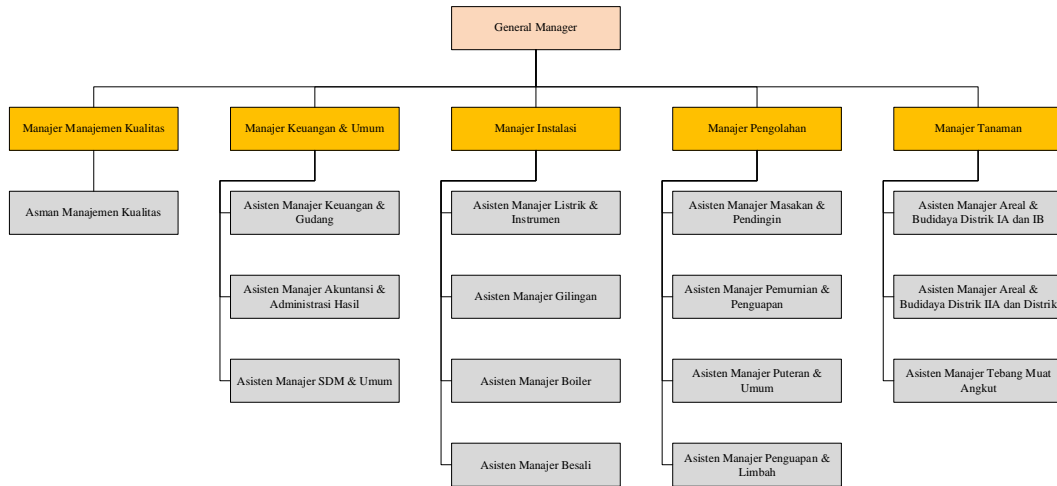 General Manager
Manajer Manajemen Kualitas
Manajer Keuangan & Umum
Manajer Instalasi
Manajer Pengolahan
Manajer Tanaman
Asman Manajemen Kualitas
Asisten Manajer Keuangan &
Gudang
Asisten Manajer Listrik &
Instrumen
Asisten Manajer Masakan &
Pendingin
Asisten Manajer Areal &
Budidaya Distrik IA dan IB
Asisten Manajer Akuntansi &
Administrasi Hasil
Asisten Manajer Gilingan
Asisten Manajer Pemurnian &
Penguapan
Asisten Manajer Areal &
Budidaya Distrik IIA dan Distrik
Asisten Manajer SDM & Umum
Asisten Manajer Boiler
Asisten Manajer Puteran &
Umum
Asisten Manajer Tebang Muat
Angkut
Asisten Manajer Besali
Asisten Manajer Penguapan &
Limbah